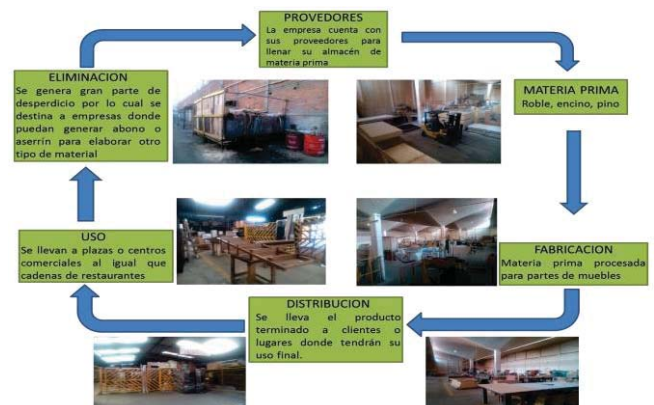 PROVEDORES
La empresa cuenta con
sus proveedores para
llenar su almacén de
materia prima
MATERIA PRIMA
Roble, encino, pino
FABRICACION
Materia prima procesada
para partes de muebles
DISTRIBUCION
Se lleva el producto
terminado a clientes o
lugares donde tendrán su
uso final.
USO
Se llevan a plazas o centros
comerciales al igual que
cadenas de restaurantes
ELIMINACION
Se genera gran parte de
desperdicio por lo cual se
destina a empresas donde
puedan generar abono o
aserrín para elaborar otro
tipo de material